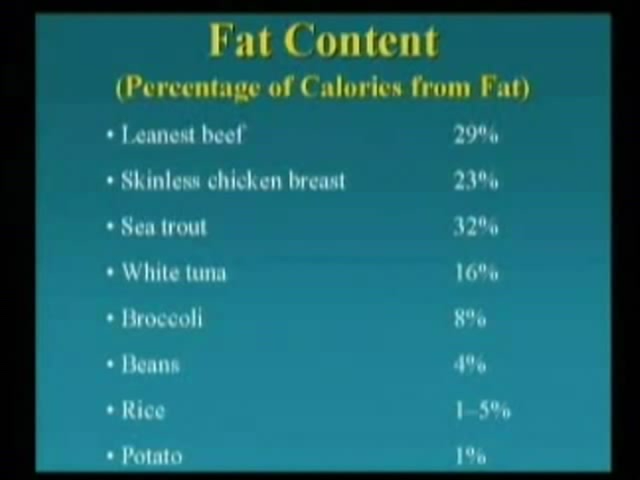 Fat Content
(Percentage of Calories from Fat)
• Leanest beef 29%
• Skinless chicken breast 23%
• Sea trout 32%
• White tuna 16%
• Broccoli 8%
• Beans 4%
• Rice 1–5%
• Potato 1%